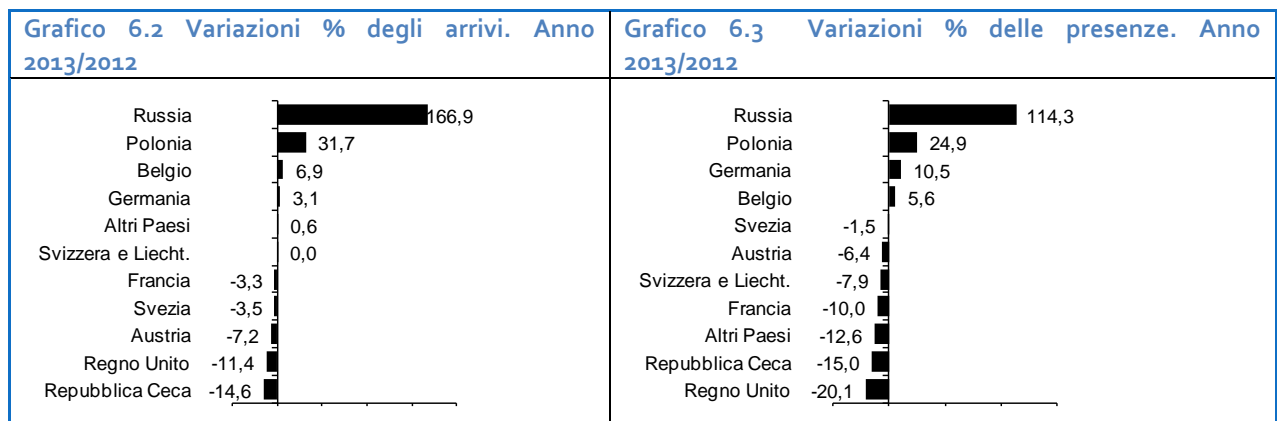 Grafico 6.2 Variazioni % degli arrivi. Anno
2013/2012
Russia 166,9
Polonia 31,7
Belgio 6,9
Germania 3,1
Altri Paesi 0,6
Svizzera e Liecht. 0,0
Francia -3,3
Svezia -3,5
Austria -7,2
Regno Unito -11,4
Repubblica Ceca -14,6
Grafico 6.3 Variazioni % delle presenze. Anno
2013/2012
Russia 114,3
Polonia 24,9
Germania 10,5
Belgio 5,6
Svezia -1,5
Austria -6,4
Svizzera e Liecht. -7,9
Francia -10,0
Altri Paesi -12,6
Repubblica Ceca -15,0
Regno Unito -20,1